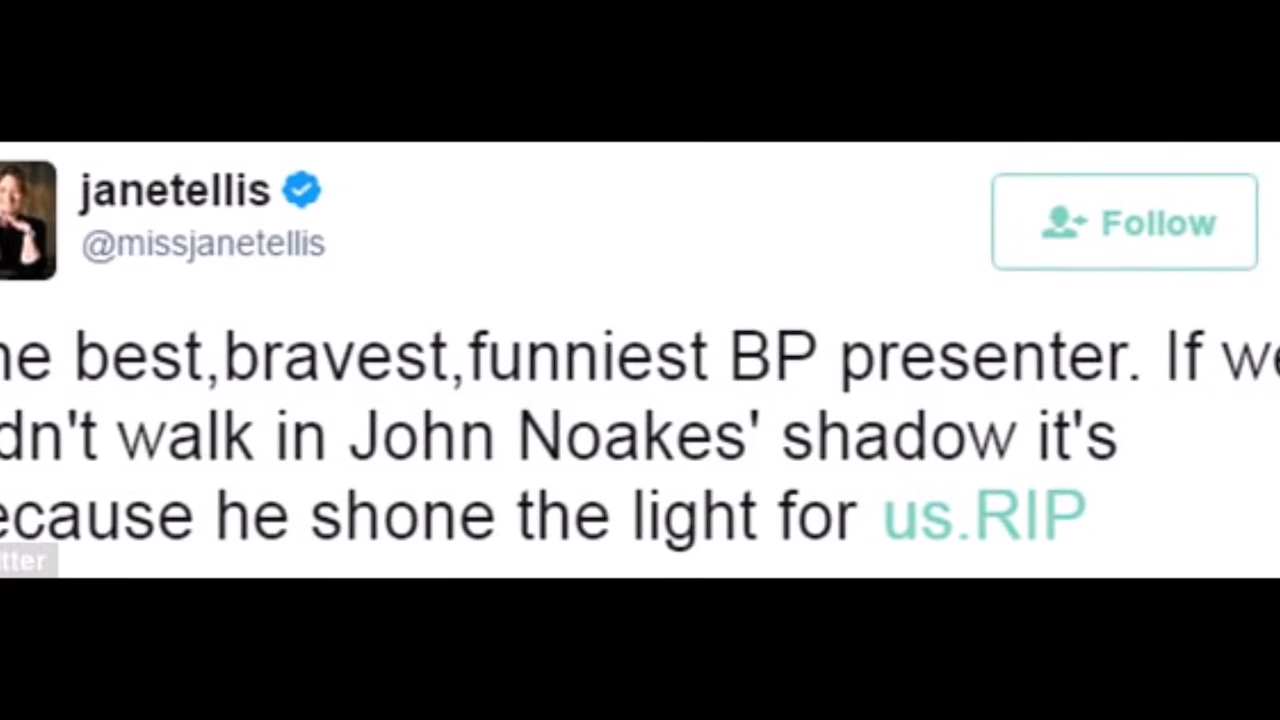 janetellis
@missjanetellis
Follow
he best,bravest,funniest BP presenter. If we
dn't walk in John Noakes' shadow it's
ecause he shone the light for us.RIP
tter